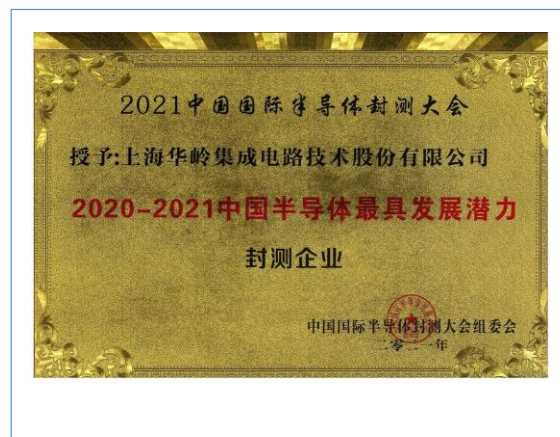 2021中国国际半导体封测大会
授予:上海华岭集成电路技术股份有限公司
2020-2021中国半导体最具发展潜力
封测企业
中国国际半导体封测大会组委会
二零二一年